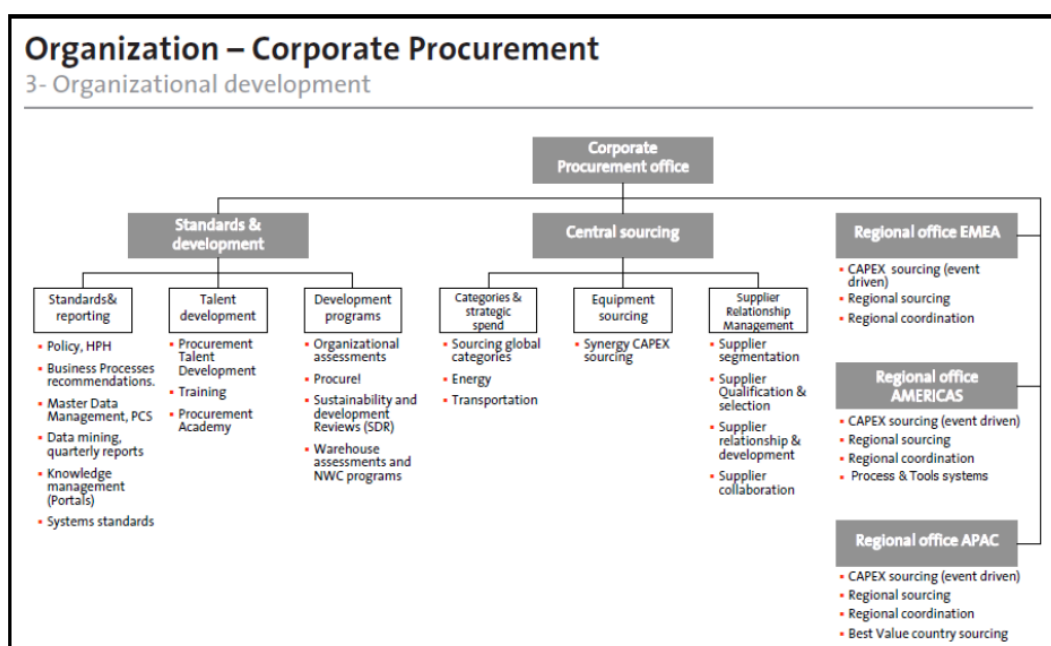 Organization – Corporate Procurement
3- Organizational development
Corporate
Procurement office
Standards &
development
Central sourcing
Regional office EMEA
▪ CAPEX sourcing (event
driven)
▪ Regional sourcing
▪ Regional coordination
Standards&
reporting
▪ Policy, HPH
▪ Business Processes
recommendations.
▪ Master Data
Management, PCS
▪ Data mining,
quarterly reports
▪ Knowledge
management
(Portals)
▪ Systems standards
Talent
development
▪ Procurement
Talent
Development
▪ Training
▪ Procurement
Academy
Development
programs
▪ Organizational
assessments
▪ Procure!
▪ Sustainability and
development
Reviews (SDR)
▪ Warehouse
assessments and
NWC programs
Categories &
strategic
spend
▪ Sourcing global
categories
▪ Energy
▪ Transportation
Equipment
sourcing
▪ Synergy CAPEX
sourcing
Supplier
Relationship
Management
▪ Supplier
segmentation
▪ Supplier
Qualification &
selection
▪ Supplier
relationship &
development
▪ Supplier
collaboration
Regional office
AMERICAS
▪ CAPEX sourcing (event driven)
▪ Regional sourcing
▪ Regional coordination
▪ Process & Tools systems
Regional office APAC
▪ CAPEX sourcing (event driven)
▪ Regional sourcing
▪ Regional coordination
▪ Best Value country sourcing